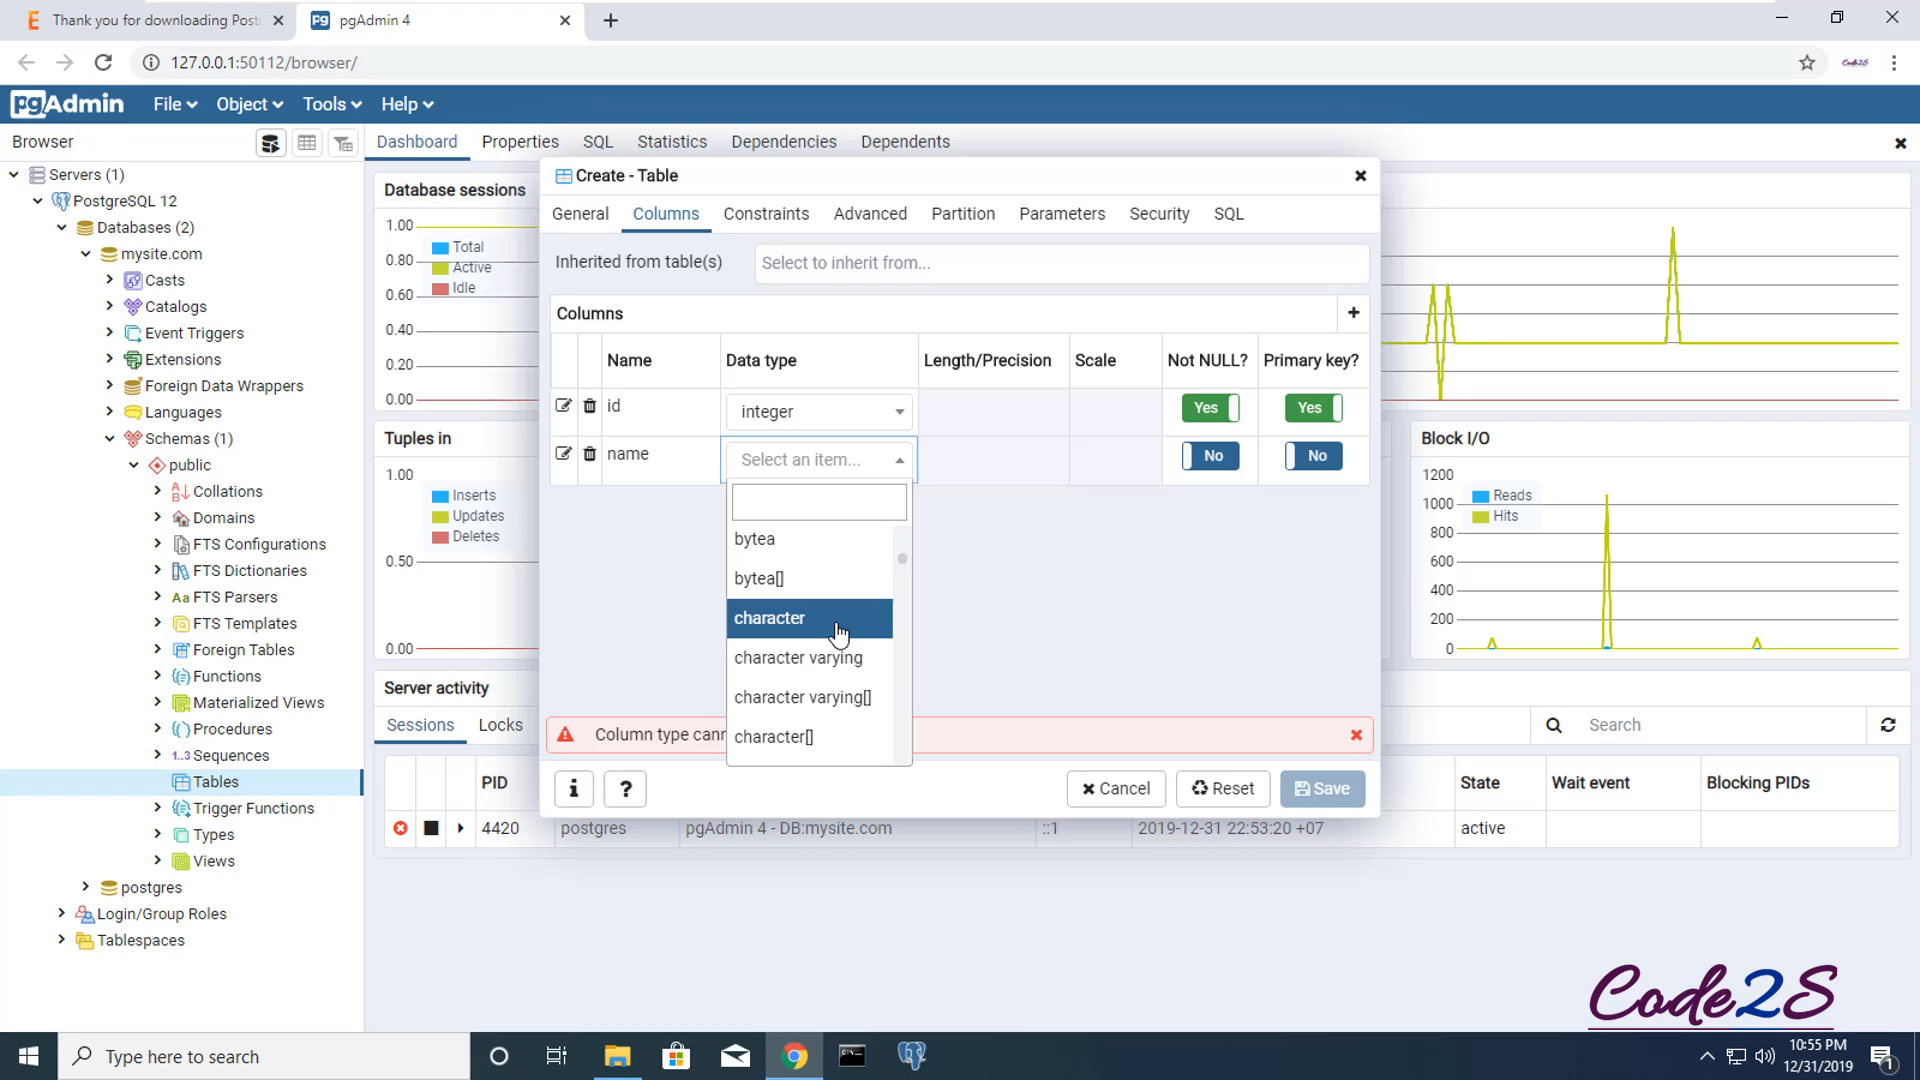 Thank you for downloading Post
pgAdmin 4
127.0.0.1:50112/browser/
Code2S
pgAdmin
File
Object
Tools
Help
Browser
Dashboard
Properties
SQL
Statistics
Dependencies
Dependents
Servers (1)
PostgreSQL 12
Databases (2)
mysite.com
Casts
Catalogs
Event Triggers
Extensions
Foreign Data Wrappers
Languages
Schemas (1)
public
Collations
Domains
FTS Configurations
FTS Dictionaries
Aa FTS Parsers
FTS Templates
Foreign Tables
Functions
Materialized Views
Procedures
1..3 Sequences
Tables
Trigger Functions
Types
Views
postgres
Login/Group Roles
Tablespaces
Database sessions
1.00
0.80
0.60
0.40
0.20
0.00
Total
Active
Idle
Tuples in
1.00
0.50
0.00
Inserts
Updates
Deletes
Block I/O
1200
1000
800
600
400
200
0
Reads
Hits
Create - Table
General
Columns
Constraints
Advanced
Partition
Parameters
Security
SQL
Inherited from table(s)
Select to inherit from...
Columns
Name
Data type
Length/Precision
Scale
Not NULL?
Primary key?
id
integer
Yes
Yes
name
Select an item...
No
No
bytea
bytea[]
character
character varying
character varying[]
character[]
Column type cann
i
?
Cancel
Reset
Save
Server activity
Sessions
Locks
Search
PID
State
Wait event
Blocking PIDs
4420
postgres
pgAdmin 4 - DB:mysite.com
::1
2019-12-31 22:53:20 +07
active
Code2S
Type here to search
10:55 PM
12/31/2019
1